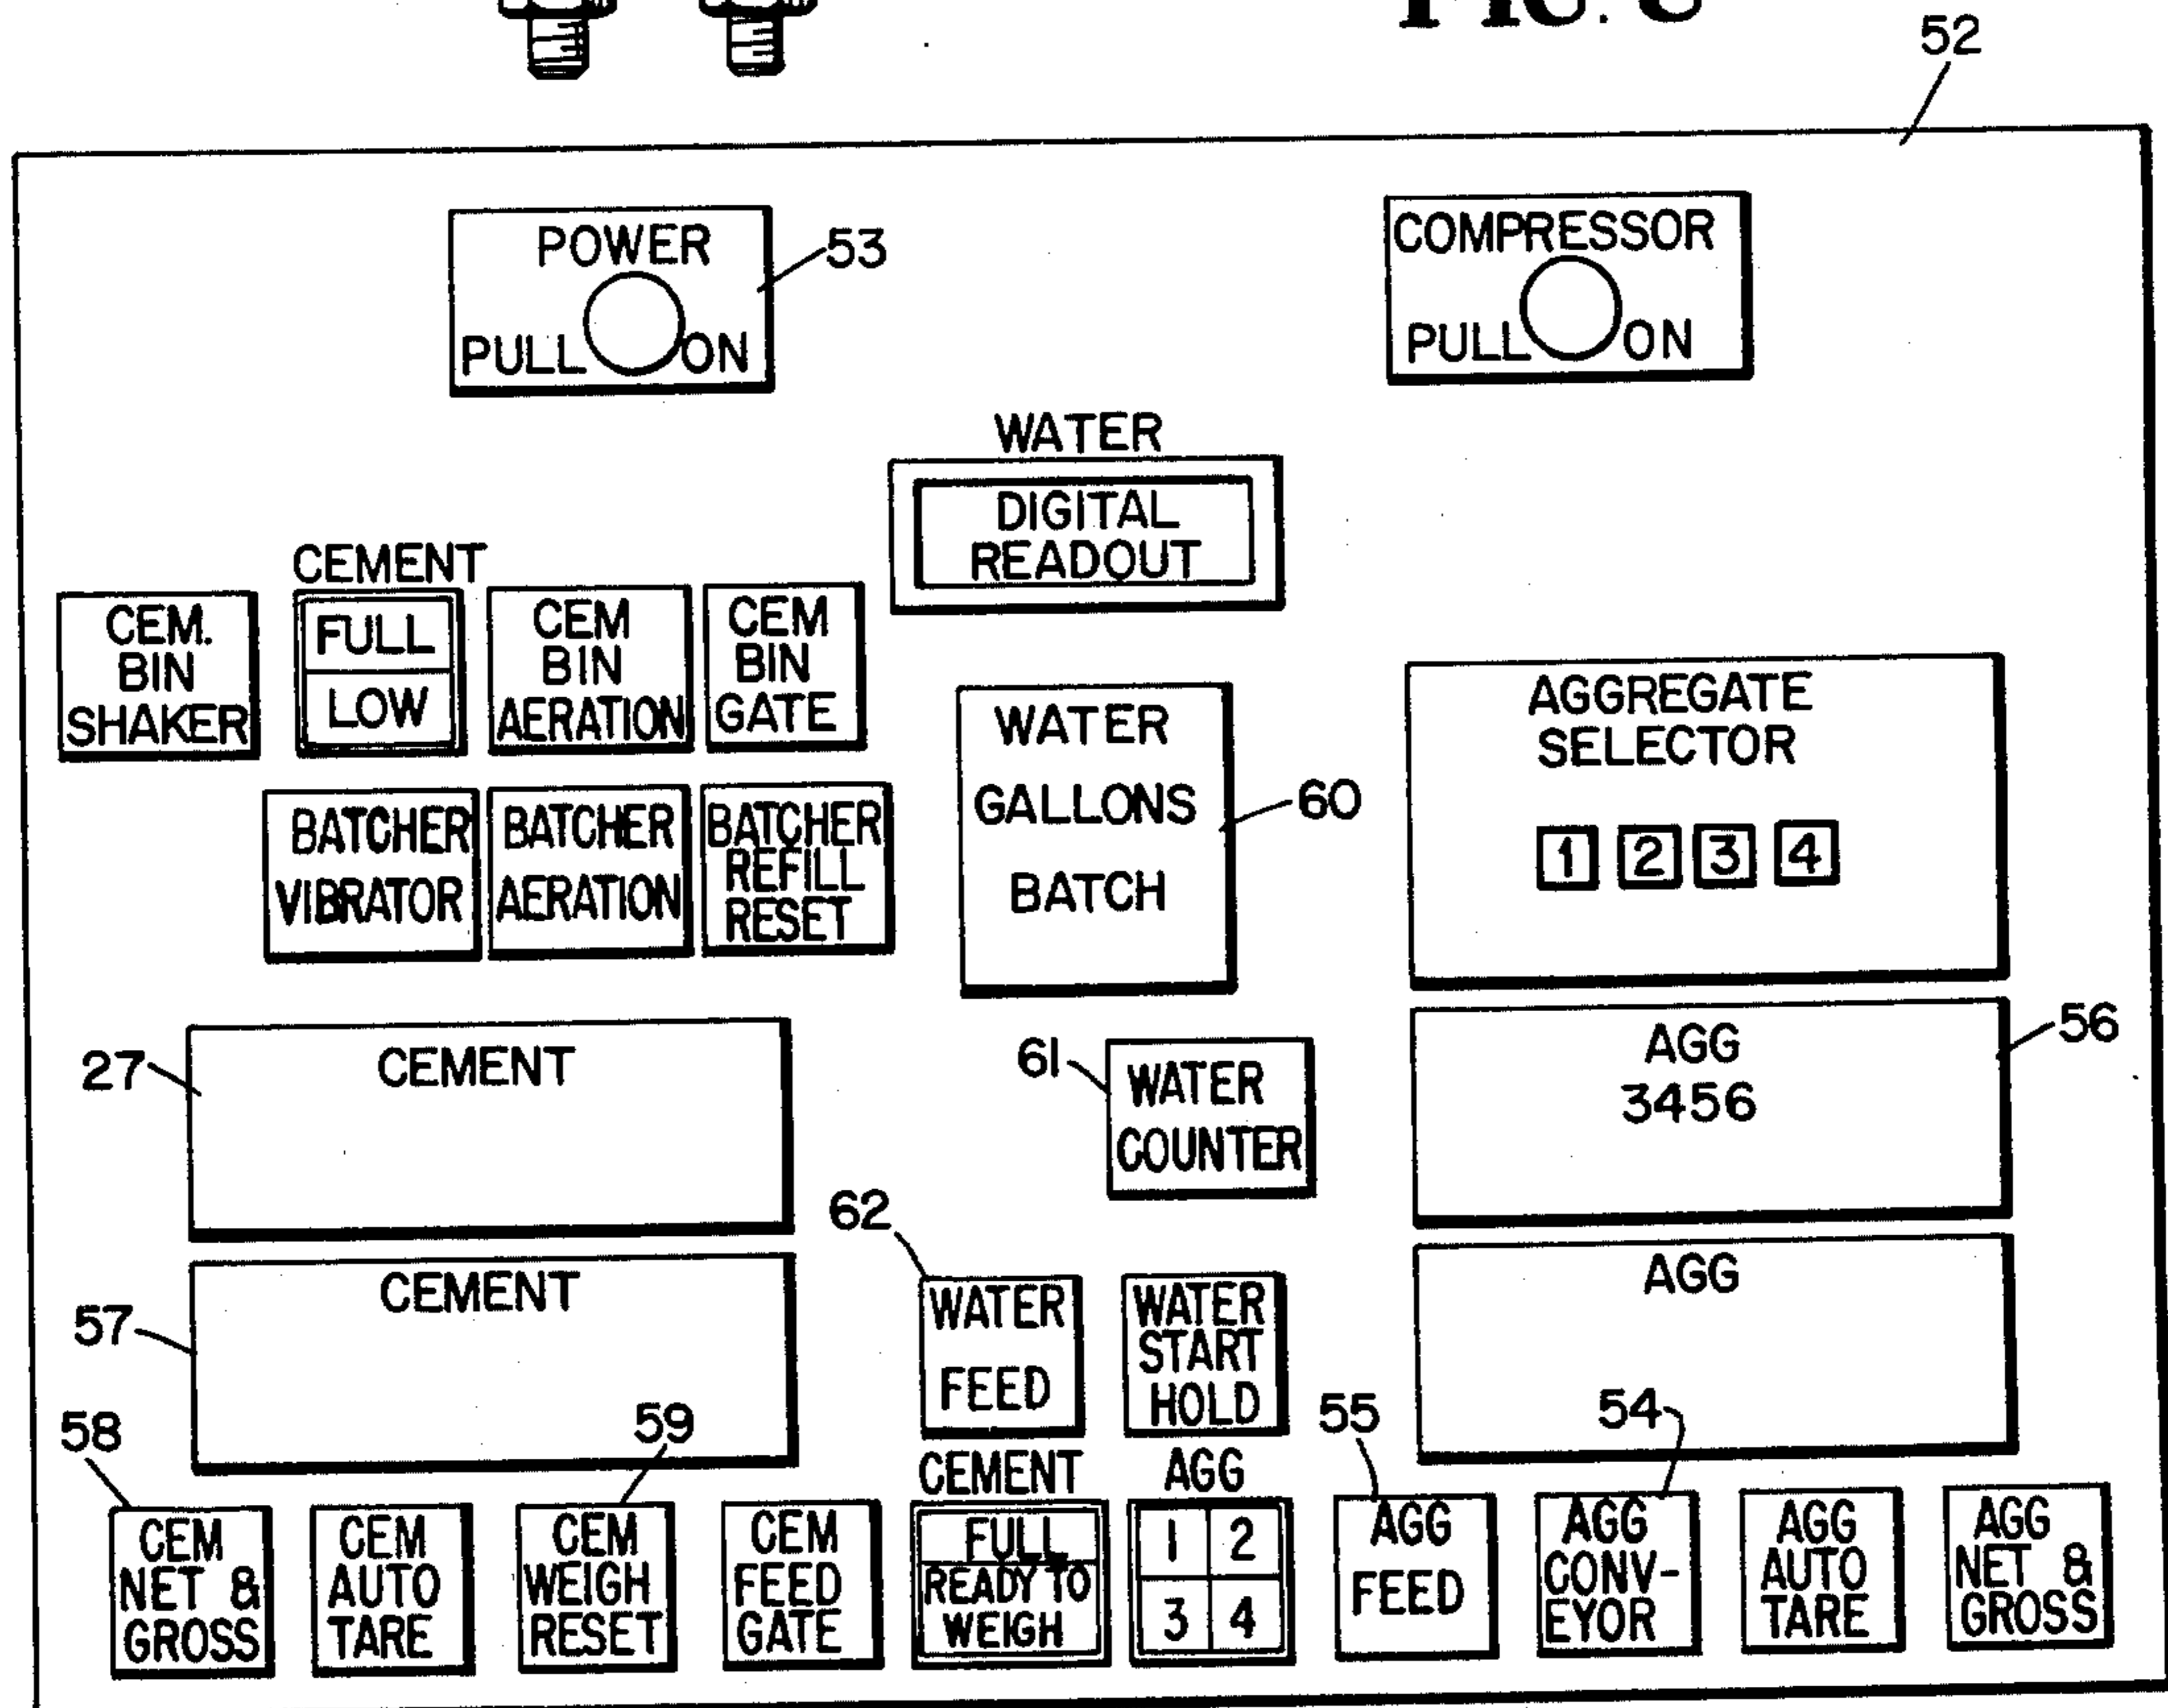 52
POWER
PULL ON
53
COMPRESSOR
PULL ON
WATER
DIGITAL
READOUT
CEM.
BIN
SHAKER
CEMENT
FULL
LOW
CEM
BIN
AERATION
CEM
BIN
GATE
BATCHER
VIBRATOR
BATCHER
AERATION
BATCHER
REFILL
RESET
WATER
GALLONS
BATCH
60
AGGREGATE
SELECTOR
1 2 3 4
27
CEMENT
61
WATER
COUNTER
AGG
3456
56
57
CEMENT
62
WATER
FEED
WATER
START
HOLD
AGG
58
CEM
NET &
GROSS
CEM
AUTO
TARE
59
CEM
WEIGH
RESET
CEM
FEED
GATE
CEMENT
FULL
READY TO
WEIGH
AGG
1 2
3 4
55
AGG
FEED
54
AGG
CONV-
EYOR
AGG
AUTO
TARE
AGG
NET &
GROSS